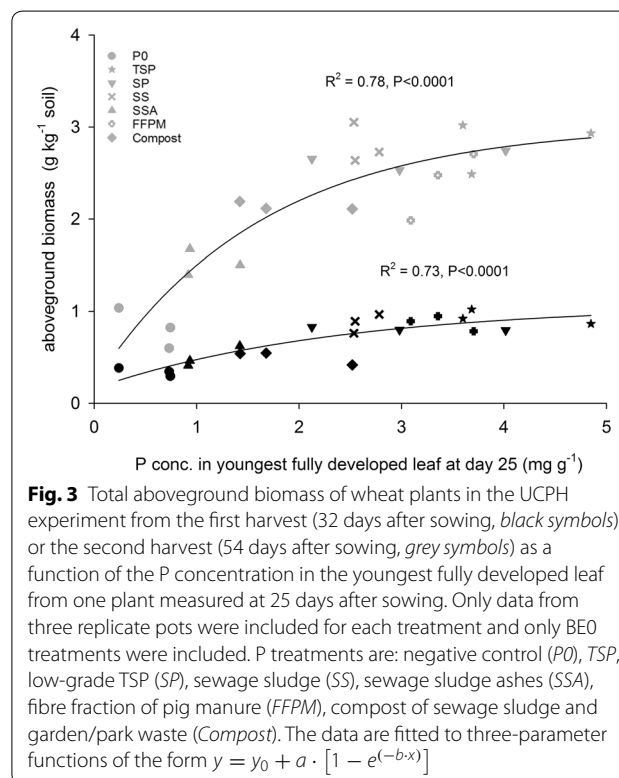 4
3
2
1
0
aboveground biomass (g kg⁻¹ soil)
P0
TSP
SP
SS
SSA
FFPM
Compost
R² = 0.78, P<0.0001
R² = 0.73, P<0.0001
0 1 2 3 4 5
P conc. in youngest fully developed leaf at day 25 (mg g⁻¹)
Fig. 3 Total aboveground biomass of wheat plants in the UCPH
experiment from the first harvest (32 days after sowing, black symbols)
or the second harvest (54 days after sowing, grey symbols) as a
function of the P concentration in the youngest fully developed leaf
from one plant measured at 25 days after sowing. Only data from
three replicate pots were included for each treatment and only BE0
treatments were included. P treatments are: negative control (P0), TSP,
low-grade TSP (SP), sewage sludge (SS), sewage sludge ashes (SSA),
fibre fraction of pig manure (FFPM), compost of sewage sludge and
garden/park waste (Compost). The data are fitted to three-parameter
functions of the form y = y₀ + a · [1 − e^(−b·x)]